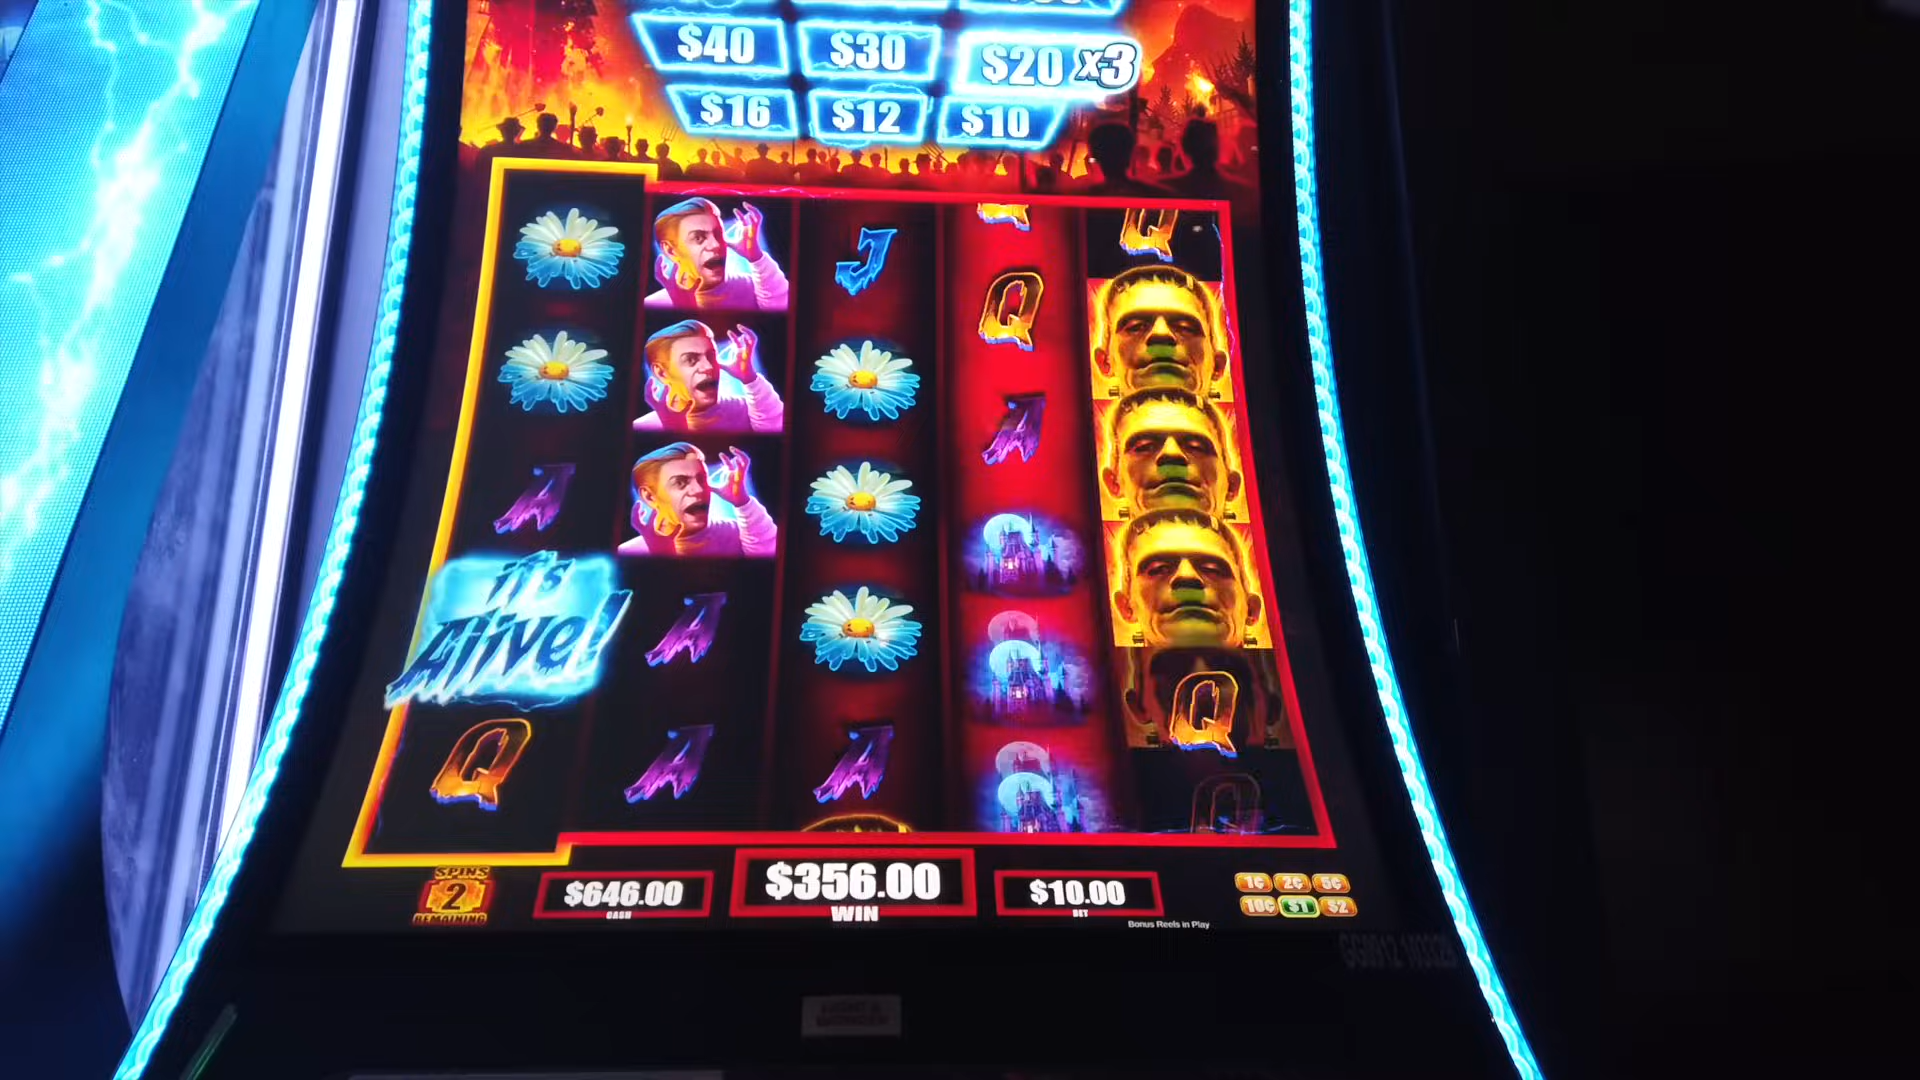 $40 $30 $20 x3
$16 $12 $10
Q Q
J
Q
A
A
it's
Alive!
A
Q
Q A A
SPINS
2
REMAINING
$646.00
CASH
$356.00
WIN
$10.00
BET
Bonus Reels in Play
1¢ 2¢ 5¢
10¢ $1 $2